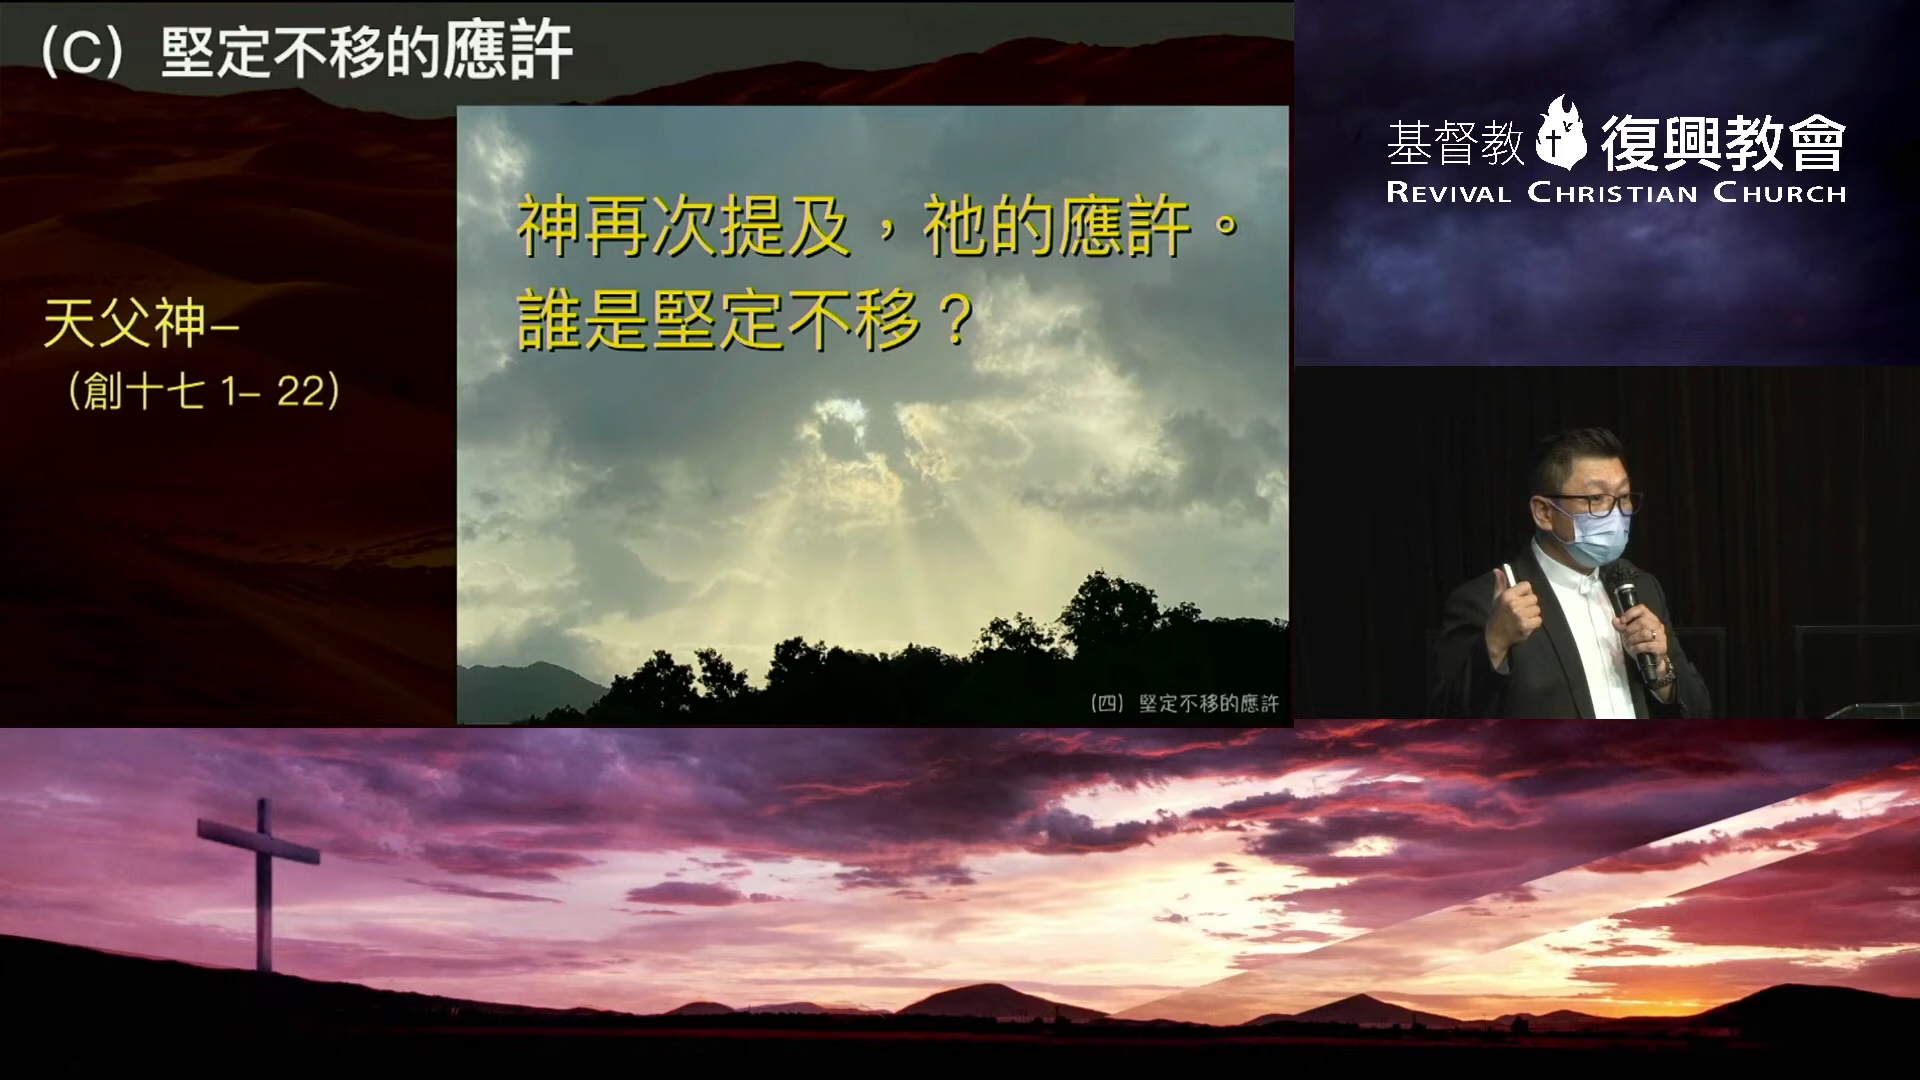 (C) 堅定不移的應許
天父神–
(創十七 1– 22)
神再次提及，祂的應許。
誰是堅定不移？
(四) 堅定不移的應許
基督教 復興教會
REVIVAL CHRISTIAN CHURCH